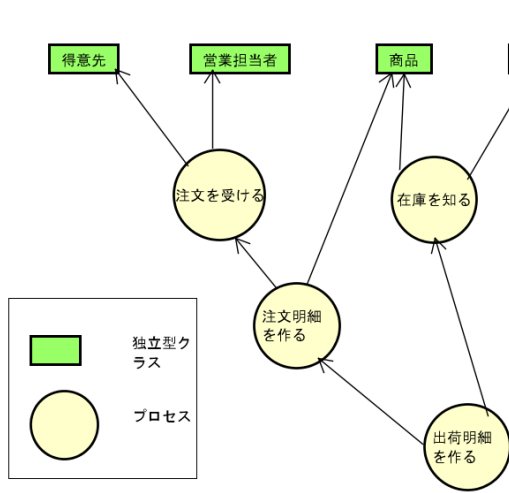 得意先
営業担当者
商品
注文を受ける
在庫を知る
注文明細
を作る
独立型ク
ラス
プロセス
出荷明細
を作る